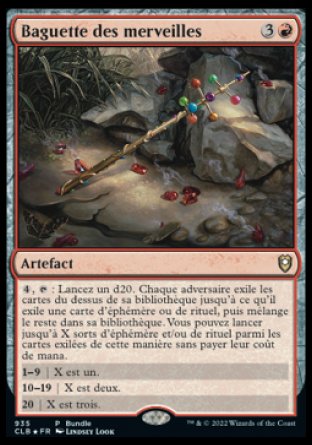 Baguette des merveilles 3
Artefact
4, : Lancez un d20. Chaque adversaire exile les
cartes du dessus de sa bibliothèque jusqu'à ce qu'il
exile une carte d'éphémère ou de rituel, puis mélange
le reste dans sa bibliothèque. Vous pouvez lancer
jusqu'à X sorts d'éphémère et/ou de rituel parmi les
cartes exilées de cette manière sans payer leur coût
de mana.
1–9 | X est un.
10–19 | X est deux.
20 | X est trois.
935 P Bundle
CLB ★ FR Lindsey Look
™ & © 2022 Wizards of the Coast